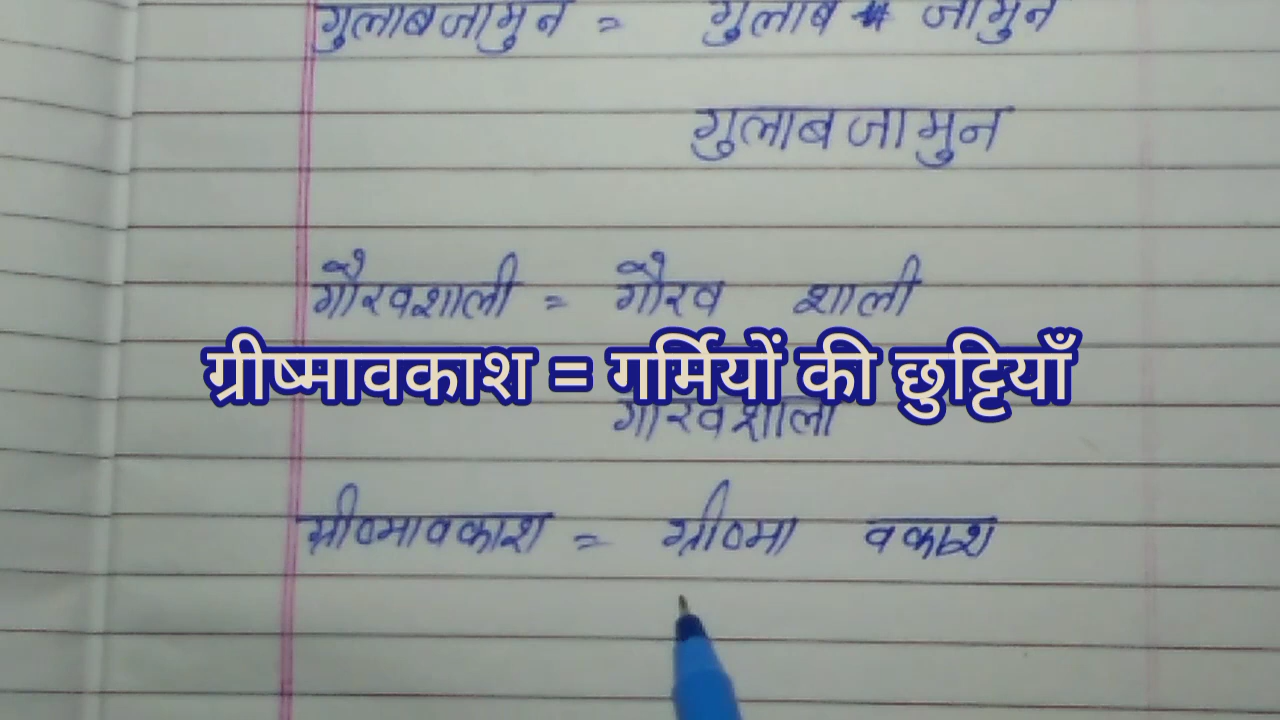 गुलाबजामुन = गुलाब जामुन
गुलाबजामुन
गौरवशाली = गौरव शाली
ग्रीष्मावकाश = गर्मियों की छुट्टियाँ
गौरवशाली
ग्रीष्मावकाश = ग्रीष्मा वकाश